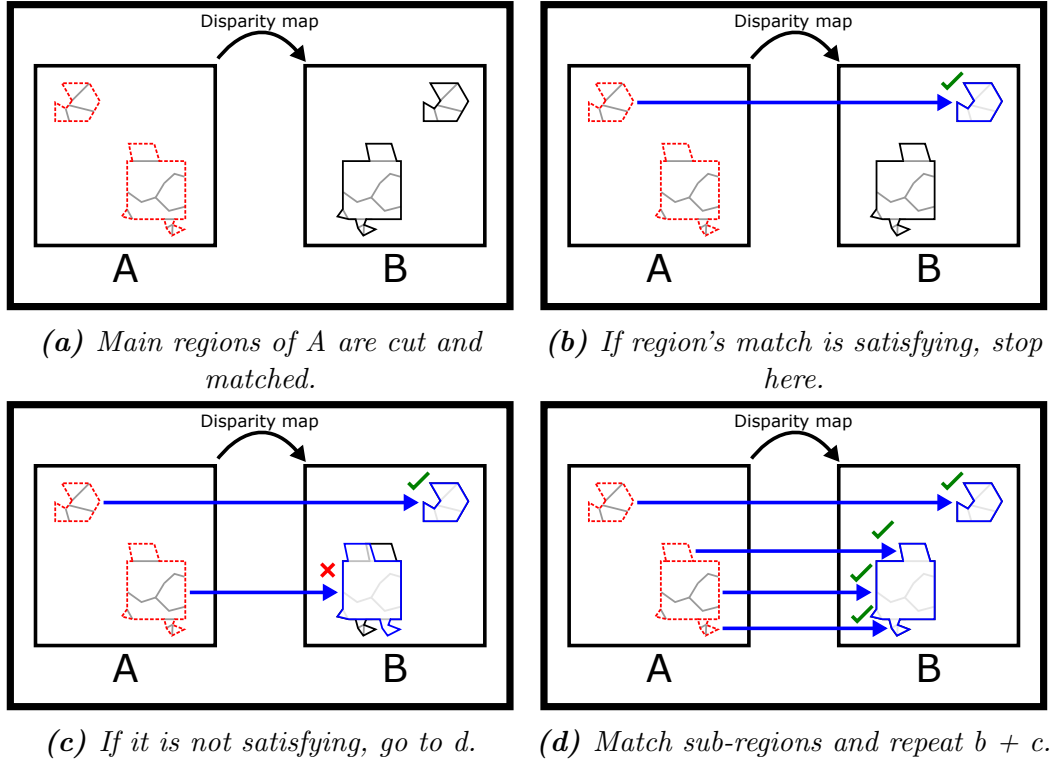 Disparity map
A
B
(a) Main regions of A are cut and
matched.
Disparity map
A
B
(b) If region's match is satisfying, stop
here.
Disparity map
A
B
(c) If it is not satisfying, go to d.
Disparity map
A
B
(d) Match sub-regions and repeat b + c.